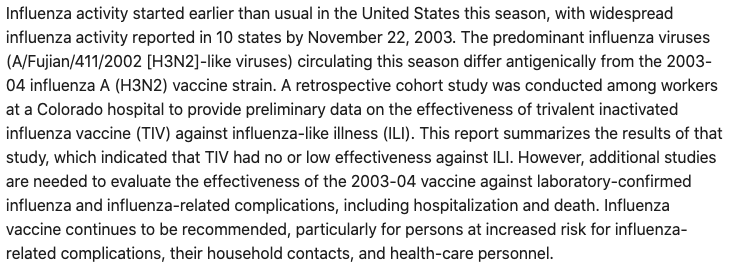 Influenza activity started earlier than usual in the United States this season, with widespread
influenza activity reported in 10 states by November 22, 2003. The predominant influenza viruses
(A/Fujian/411/2002 [H3N2]-like viruses) circulating this season differ antigenically from the 2003-
04 influenza A (H3N2) vaccine strain. A retrospective cohort study was conducted among workers
at a Colorado hospital to provide preliminary data on the effectiveness of trivalent inactivated
influenza vaccine (TIV) against influenza-like illness (ILI). This report summarizes the results of that
study, which indicated that TIV had no or low effectiveness against ILI. However, additional studies
are needed to evaluate the effectiveness of the 2003-04 vaccine against laboratory-confirmed
influenza and influenza-related complications, including hospitalization and death. Influenza
vaccine continues to be recommended, particularly for persons at increased risk for influenza-
related complications, their household contacts, and health-care personnel.